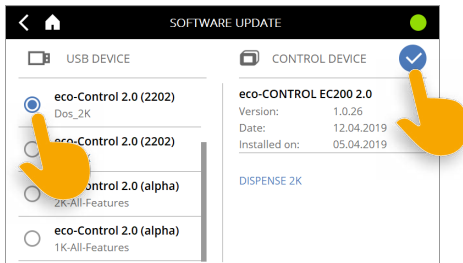 SOFTWARE UPDATE
USB DEVICE
eco-Control 2.0 (2202)
Dos_2K
eco-Control 2.0 (2202)
Control 2.0 (alpha)
2K-All-Features
eco-Control 2.0 (alpha)
1K-All-Features
CONTROL DEVICE
eco-CONTROL EC200 2.0
Version: 1.0.26
Date: 12.04.2019
Installed on: 05.04.2019
DISPENSE 2K